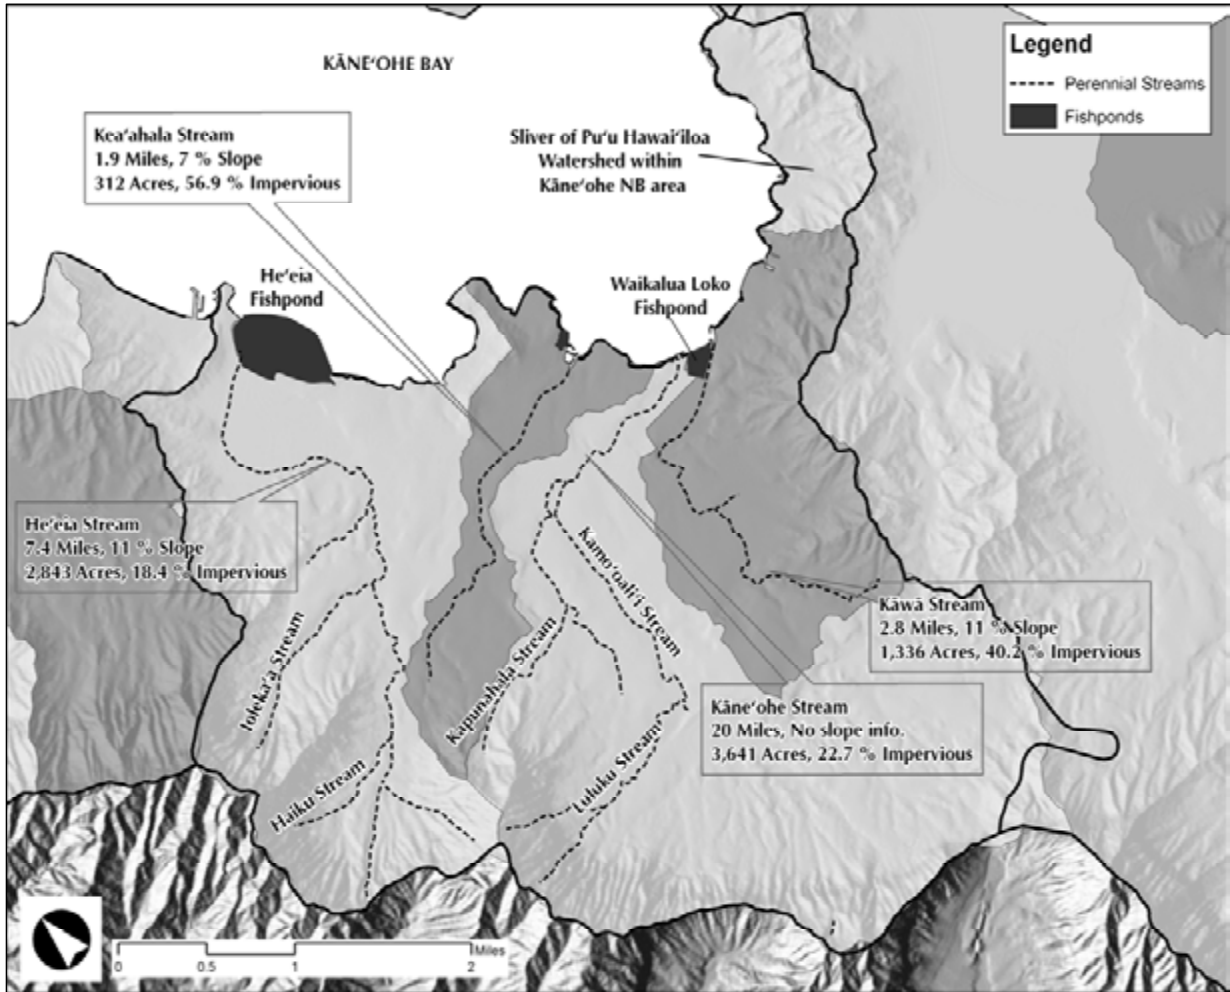 KĀNEʻOHE BAY
Legend
Perennial Streams
Fishponds
Keaʻahala Stream
1.9 Miles, 7 % Slope
312 Acres, 56.9 % Impervious
Sliver of Puʻu Hawaiʻiloa
Watershed within
Kāneʻohe NB area
Heʻeia
Fishpond
Waikalua Loko
Fishpond
Heʻeia Stream
7.4 Miles, 11 % Slope
2,843 Acres, 18.4 % Impervious
Kamoʻoaliʻi Stream
Kāwā Stream
2.8 Miles, 11 % Slope
1,336 Acres, 40.2 % Impervious
Ioleka'a Stream
Kapunahala Stream
Kāneʻohe Stream
20 Miles, No slope info.
3,641 Acres, 22.7 % Impervious
Haiku Stream
Luluku Stream
0 0.5 1 2 Miles